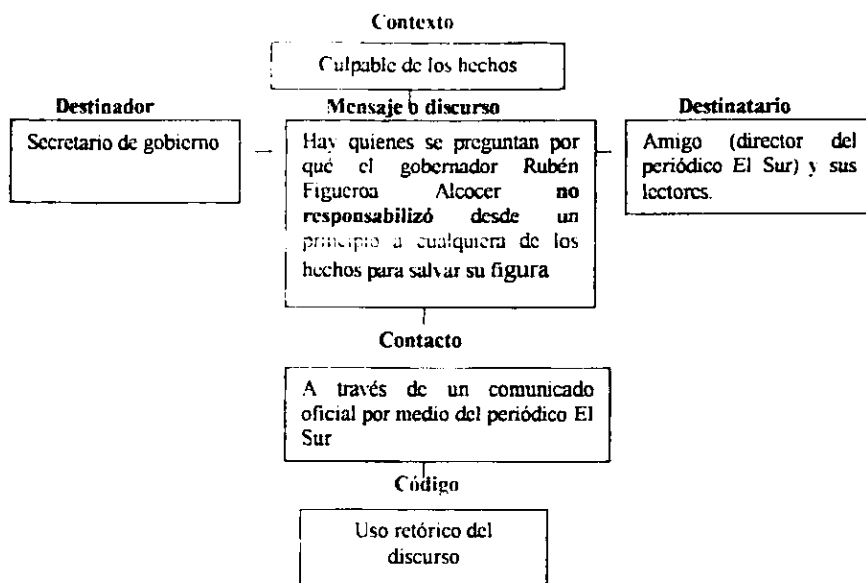 Contexto
Culpable de los hechos
Destinador
Secretario de gobierno
Mensaje o discurso
Hay quienes se preguntan por
qué el gobernador Rubén
Figueroa Alcocer no
responsabilizó desde un
principio a cualquiera de los
hechos para salvar su figura
Destinatario
Amigo (director del
periódico El Sur) y sus
lectores.
Contacto
A través de un comunicado
oficial por medio del periódico El
Sur
Código
Uso retórico del
discurso